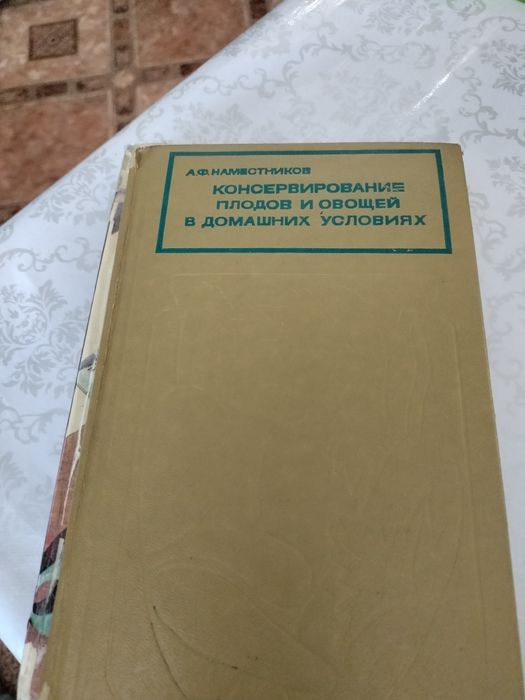 А.Ф. НАМЕСТНИКОВ
КОНСЕРВИРОВАНИЕ
ПЛОДОВ И ОВОЩЕЙ
В ДОМАШНИХ УСЛОВИЯХ